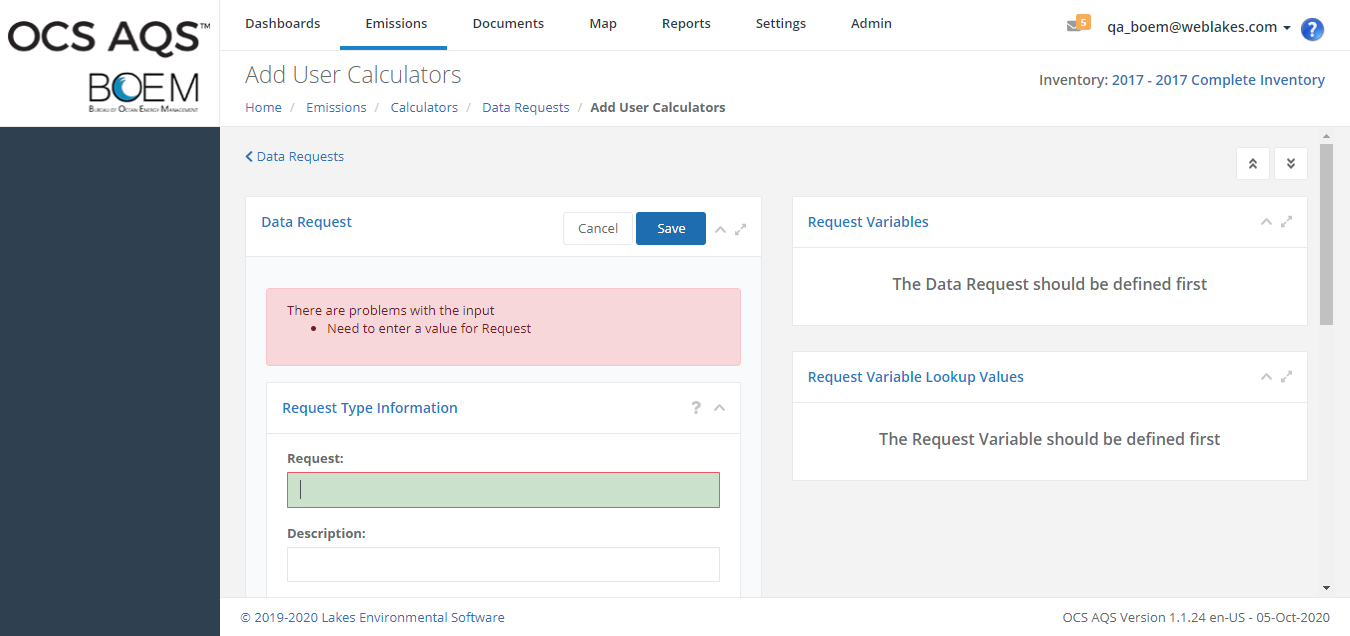 OCS AQS™
BOEM
Bureau of Ocean Energy Management
Dashboards Emissions Documents Map Reports Settings Admin
5 qa_boem@weblakes.com ?
Add User Calculators
Home / Emissions / Calculators / Data Requests / Add User Calculators
Inventory: 2017 - 2017 Complete Inventory
Data Requests
Data Request
Cancel Save
There are problems with the input
• Need to enter a value for Request
Request Type Information ?
Request:
Description:
Request Variables
The Data Request should be defined first
Request Variable Lookup Values
The Request Variable should be defined first
© 2019-2020 Lakes Environmental Software
OCS AQS Version 1.1.24 en-US - 05-Oct-2020